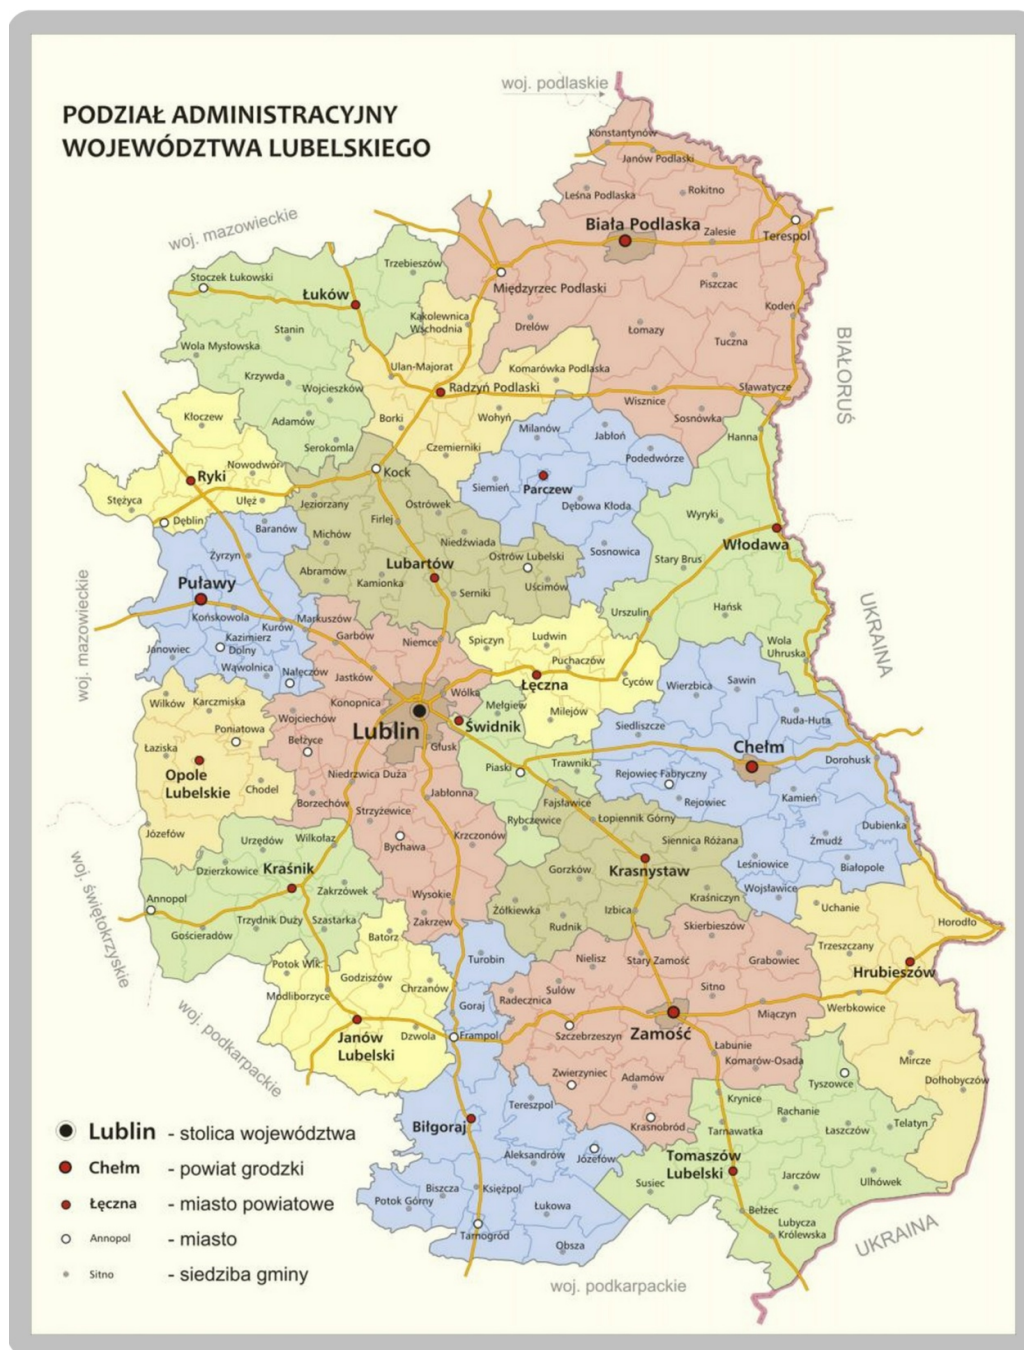 PODZIAŁ ADMINISTRACYJNY
WOJEWÓDZTWA LUBELSKIEGO
woj. podlaskie
woj. mazowieckie
Konstantynów
Janów Podlaski
Leśna Podlaska
Rokitno
Biała Podlaska
Zalesie
Terespol
Trzebieszów
Stoczek Łukowski
Łuków
Międzyrzec Podlaski
Piszczac
Kodeń
Kąkolewnica
Wschodnia
Drelów
Łomazy
Tuczna
Stanin
Wola Mysłowska
BIAŁORUŚ
Krzywda
Wojcieszków
Ulan-Majorat
Komarówka Podlaska
Radzyń Podlaski
Wisznice
Sławatycze
Kłoczew
Adamów
Borki
Wohyń
Sosnówka
Milanów
Jabłoń
Hanna
Serokomla
Czemierniki
Podedwórze
Nowodwór
Ryki
Kock
Siemień
Parczew
Stężyca
Ułęż
Jeziorzany
Ostrówek
Dębowa Kłoda
Wyryki
Dęblin
Baranów
Firlej
Michów
Niedźwiada
Włodawa
Żyrzyn
Ostrów Lubelski
Sosnowica
Stary Brus
Lubartów
Abramów
Kamionka
Uścimów
Puławy
Serniki
Końskowola
Kurów
Markuszów
Urszulin
Hańsk
woj. mazowieckie
UKRAINA
Garbów
Niemce
Spiczyn
Ludwin
Kazimierz
Dolny
Janowiec
Wola
Uhruska
Wąwolnica
Nałęczów
Jastków
Puchaczów
Łęczna
Cyców
Wierzbica
Sawin
Wilków
Karczmiska
Konopnica
Wólka
Mełgiew
Milejów
Wojciechów
Lublin
Świdnik
Siedliszcze
Ruda-Huta
Poniatowa
Bełżyce
Głusk
Chełm
Łaziska
Piaski
Trawniki
Dorohusk
Opole
Lubelskie
Niedrzwica Duża
Rejowiec Fabryczny
Chodel
Jabłonna
Rejowiec
Kamień
Borzechów
Strzyżewice
Fajsławice
Józefów
Rybczewice
Łopiennik Górny
Urzędów
Wilkołaz
Bychawa
Krzczonów
Siennica Różana
Żmudź
Dubienka
Dzierzkowice
Kraśnik
Gorzków
Krasnystaw
Leśniowice
Białopole
Annopol
Zakrzówek
Wysokie
Żółkiewka
Izbica
Kraśniczyn
Wojsławice
woj. świętokrzyskie
Trzydnik Duży
Szastarka
Zakrzew
Rudnik
Skierbieszów
Uchanie
Horodło
Gościeradów
Batorz
Trzeszczany
Potok Wlk.
Godziszów
Turobin
Nielisz
Stary Zamość
Grabowiec
Hrubieszów
Modliborzyce
Chrzanów
Radecznica
Sułów
Sitno
Goraj
Werbkowice
woj. podkarpackie
Miączyn
Janów
Lubelski
Dzwola
Frampol
Szczebrzeszyn
Zamość
Łabunie
Komarów-Osada
Mircze
Zwierzyniec
Adamów
Tyszowce
Dołhobyczów
Krynice
Tereszpol
Rachanie
Biłgoraj
Krasnobród
Tarnawatka
Łaszczów
Telatyn
Aleksandrów
Józefów
Tomaszów
Lubelski
Jarczów
Ulhówek
Susiec
Biszcza
Księżpol
Potok Górny
Łukowa
Bełżec
Lubycza
Królewska
Tarnogród
Obsza
UKRAINA
woj. podkarpackie
Lublin - stolica województwa
Chełm - powiat grodzki
Łęczna - miasto powiatowe
Annopol - miasto
Sitno - siedziba gminy